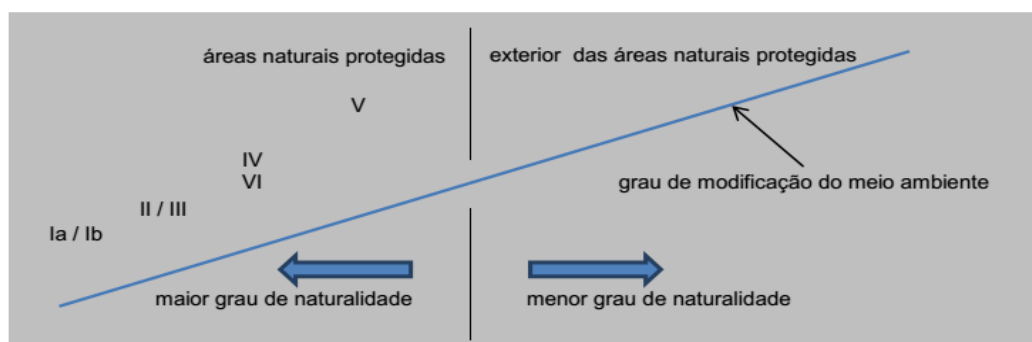 áreas naturais protegidas
exterior das áreas naturais protegidas
V
IV
VI
II / III
Ia / Ib
grau de modificação do meio ambiente
maior grau de naturalidade
menor grau de naturalidade